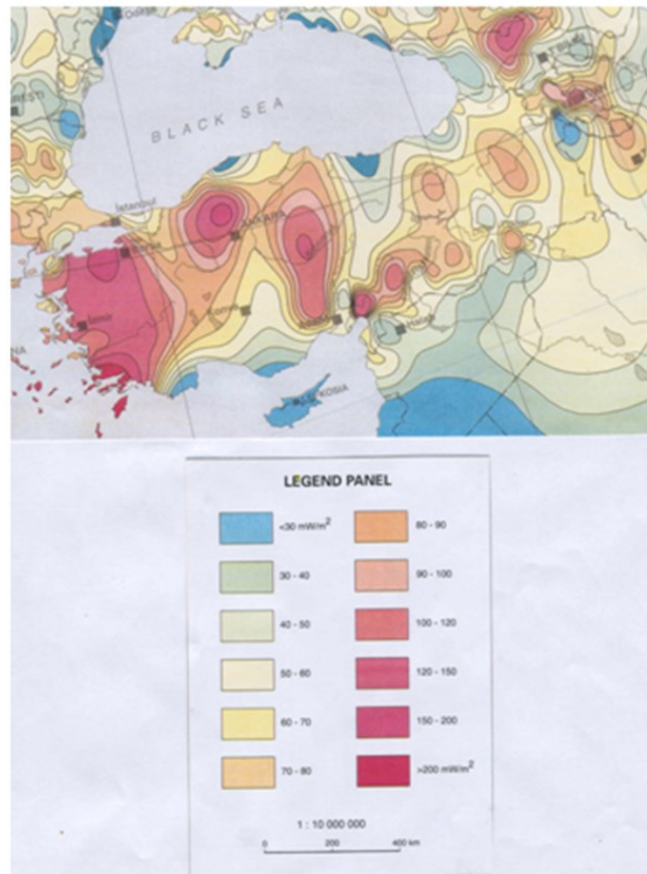 BLACK SEA
İstanbul
ANKARA
İzmir
Konya
LEGEND PANEL
<30 mW/m²
80 - 90
30 - 40
90 - 100
40 - 50
100 - 120
50 - 60
120 - 150
60 - 70
150 - 200
70 - 80
>200 mW/m²
1 : 10 000 000
0 200 400 km